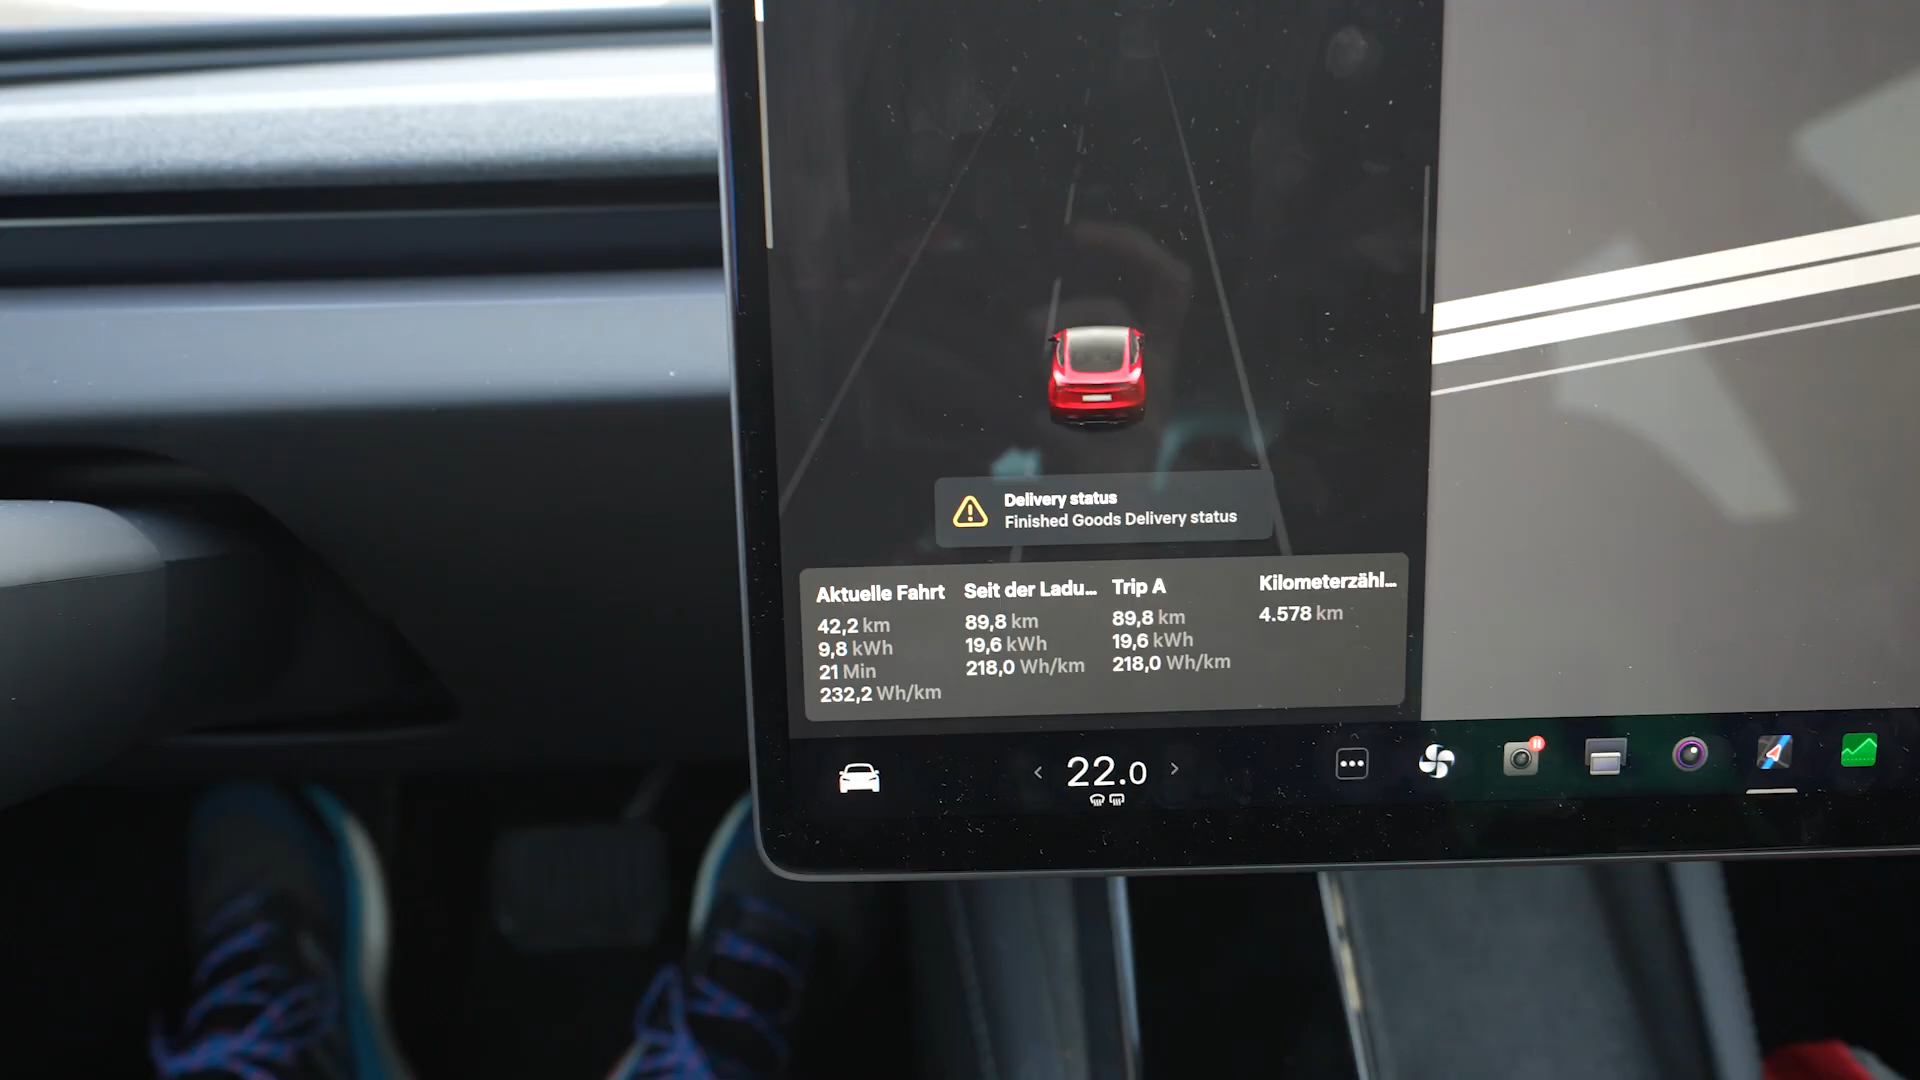 Delivery status
Finished Goods Delivery status
Aktuelle Fahrt
42,2 km
9,8 kWh
21 Min
232,2 Wh/km
Seit der Ladu...
89,8 km
19,6 kWh
218,0 Wh/km
Trip A
89,8 km
19,6 kWh
218,0 Wh/km
Kilometerzähl...
4.578 km
22.0